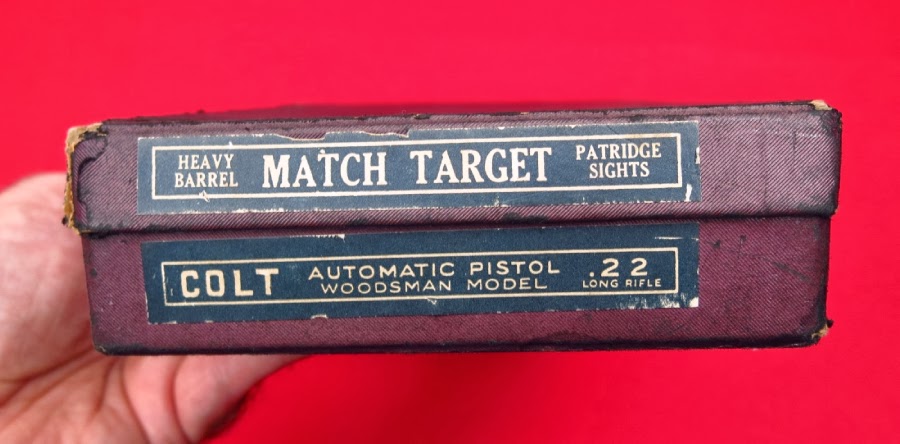 HEAVY BARREL MATCH TARGET PATRIDGE SIGHTS
COLT AUTOMATIC PISTOL WOODSMAN MODEL .22 LONG RIFLE